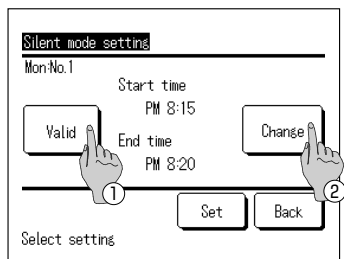 Silent mode setting
Mon:No.1
Start time
PM 8:15
Valid
Change
End time
PM 8:20
①
②
Set
Back
Select setting